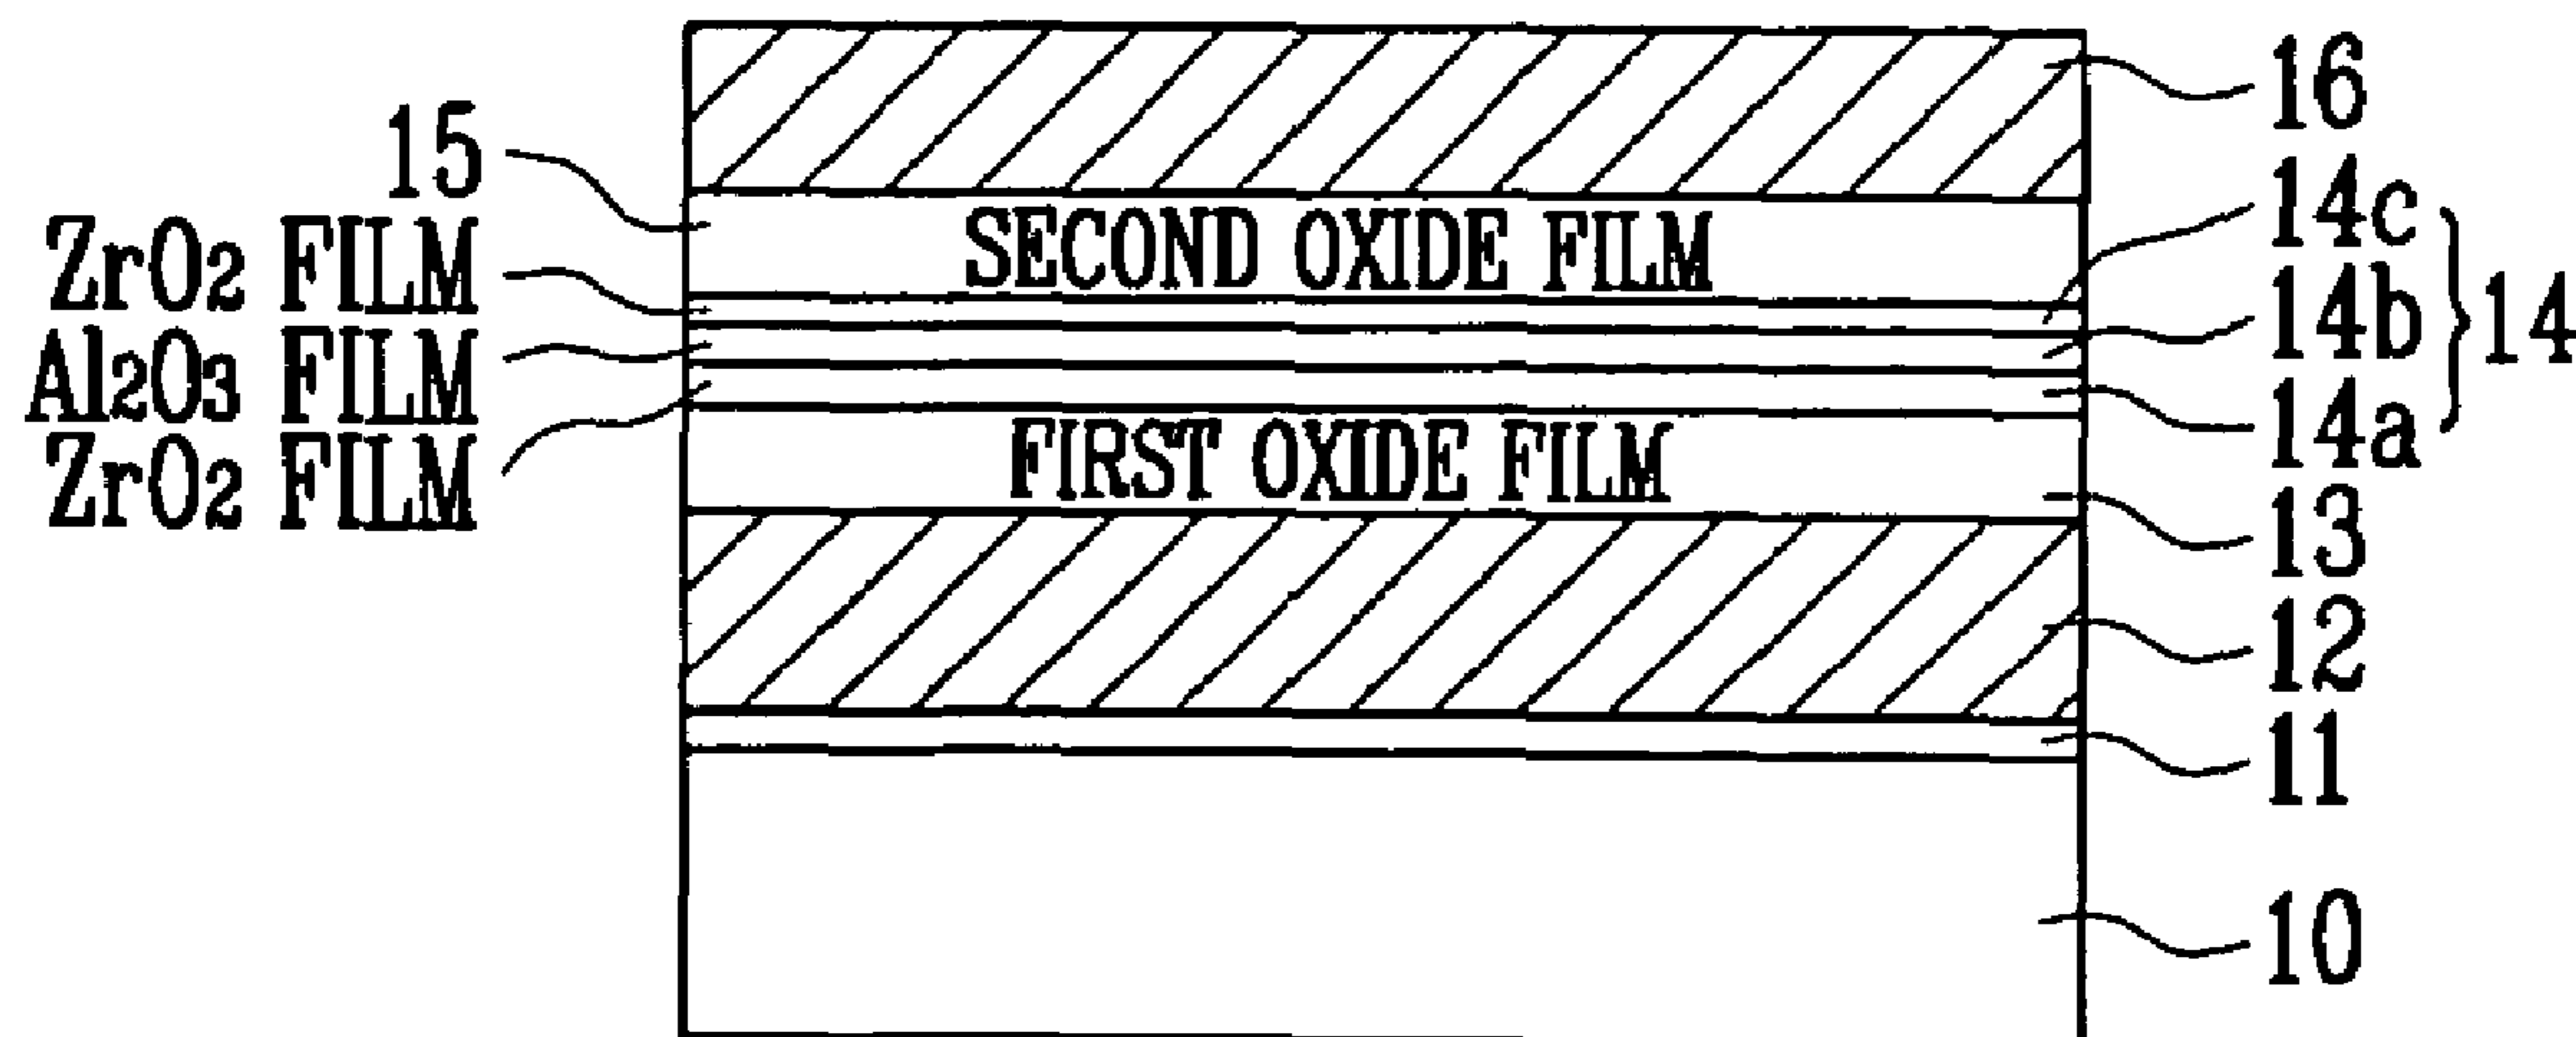 16
15
14c
ZrO2 FILM
SECOND OXIDE FILM
14b
14
Al2O3 FILM
14a
ZrO2 FILM
FIRST OXIDE FILM
13
12
11
10